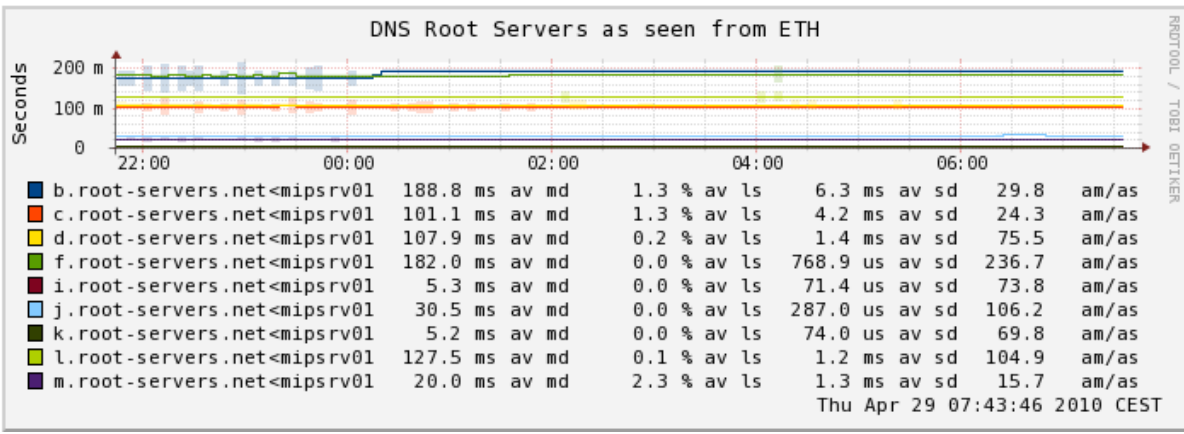 DNS Root Servers as seen from ETH
RRDTOOL / TOBI OETIKER
Seconds
200 m
100 m
0
22:00 00:00 02:00 04:00 06:00
b.root-servers.net<mipsrv01 188.8 ms av md 1.3 % av ls 6.3 ms av sd 29.8 am/as
c.root-servers.net<mipsrv01 101.1 ms av md 1.3 % av ls 4.2 ms av sd 24.3 am/as
d.root-servers.net<mipsrv01 107.9 ms av md 0.2 % av ls 1.4 ms av sd 75.5 am/as
f.root-servers.net<mipsrv01 182.0 ms av md 0.0 % av ls 768.9 us av sd 236.7 am/as
i.root-servers.net<mipsrv01 5.3 ms av md 0.0 % av ls 71.4 us av sd 73.8 am/as
j.root-servers.net<mipsrv01 30.5 ms av md 0.0 % av ls 287.0 us av sd 106.2 am/as
k.root-servers.net<mipsrv01 5.2 ms av md 0.0 % av ls 74.0 us av sd 69.8 am/as
l.root-servers.net<mipsrv01 127.5 ms av md 0.1 % av ls 1.2 ms av sd 104.9 am/as
m.root-servers.net<mipsrv01 20.0 ms av md 2.3 % av ls 1.3 ms av sd 15.7 am/as
Thu Apr 29 07:43:46 2010 CEST